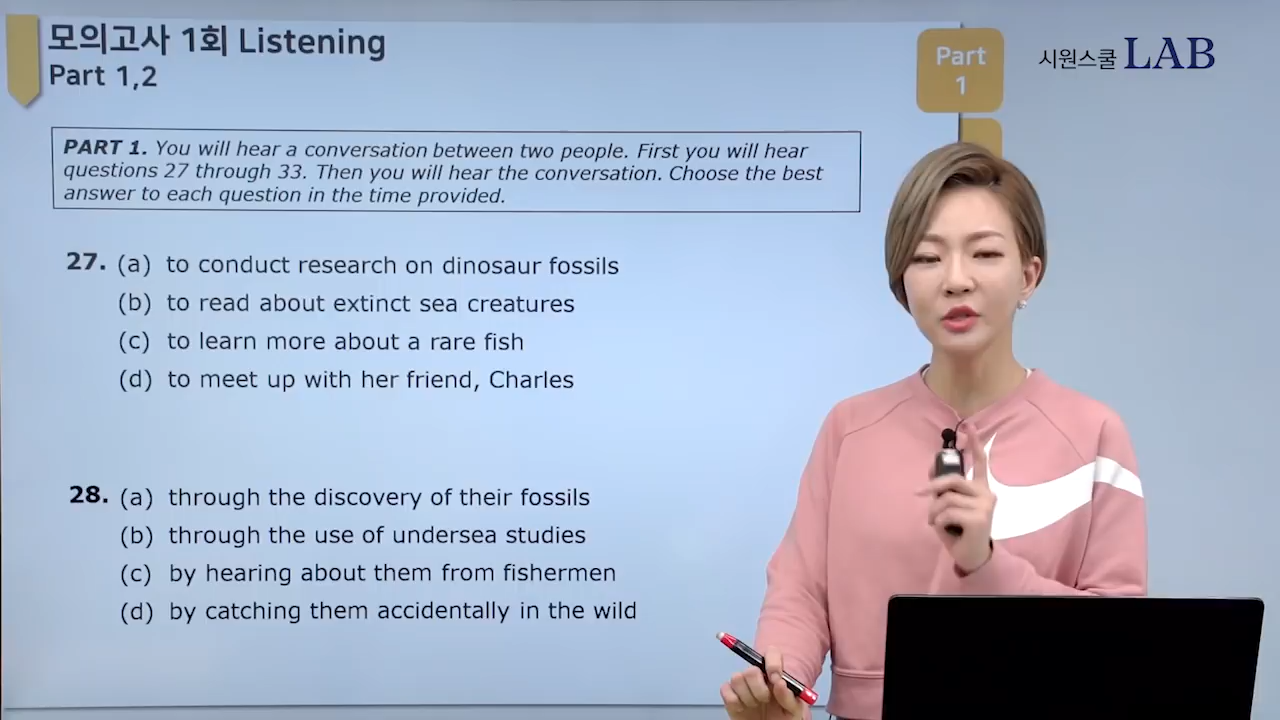 모의고사 1회 Listening
Part 1,2
Part
1
시원스쿨 LAB
PART 1. You will hear a conversation between two people. First you will hear
questions 27 through 33. Then you will hear the conversation. Choose the best
answer to each question in the time provided.
27. (a) to conduct research on dinosaur fossils
(b) to read about extinct sea creatures
(c) to learn more about a rare fish
(d) to meet up with her friend, Charles
28. (a) through the discovery of their fossils
(b) through the use of undersea studies
(c) by hearing about them from fishermen
(d) by catching them accidentally in the wild